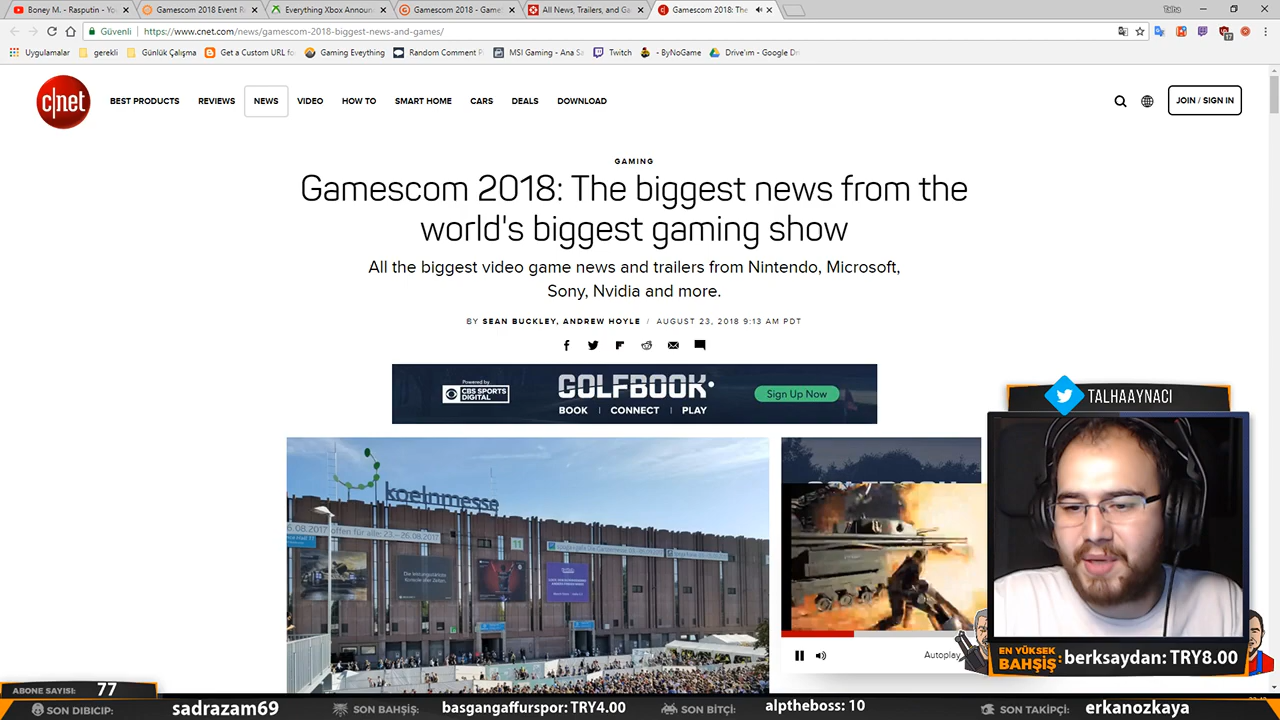 Boney M. - Rasputin - Yo
Gamescom 2018 Event R
Everything Xbox Announ
Gamescom 2018 - Game
All News, Trailers, and Ga
Gamescom 2018: The
Talha
Güvenli
https://www.cnet.com/news/gamescom-2018-biggest-news-and-games/
Uygulamalar
gerekli
Günlük Çalışma
Get a Custom URL fo
Gaming Eveything
Random Comment P
MSI Gaming - Ana Sa
Twitch
- ByNoGame
Drive'ım - Google Dr
c|net
BEST PRODUCTS
REVIEWS
NEWS
VIDEO
HOW TO
SMART HOME
CARS
DEALS
DOWNLOAD
JOIN / SIGN IN
GAMING
Gamescom 2018: The biggest news from the
world's biggest gaming show
All the biggest video game news and trailers from Nintendo, Microsoft,
Sony, Nvidia and more.
BY SEAN BUCKLEY, ANDREW HOYLE / AUGUST 23, 2018 9:13 AM PDT
Powered by
CBS SPORTS
DIGITAL
GOLFBOOK
BOOK | CONNECT | PLAY
Sign Up Now
koelnmesse
11
Autoplay
TALHAAYNACI
EN YÜKSEK
BAHŞİŞ: berksaydan: TRY8.00
ABONE SAYISI: 77
SON DIBICIP: sadrazam69
SON BAHŞİŞ: basgangaffurspor: TRY4.00
SON BİTÇİ: alptheboss: 10
SON TAKİPÇİ: erkanozkaya